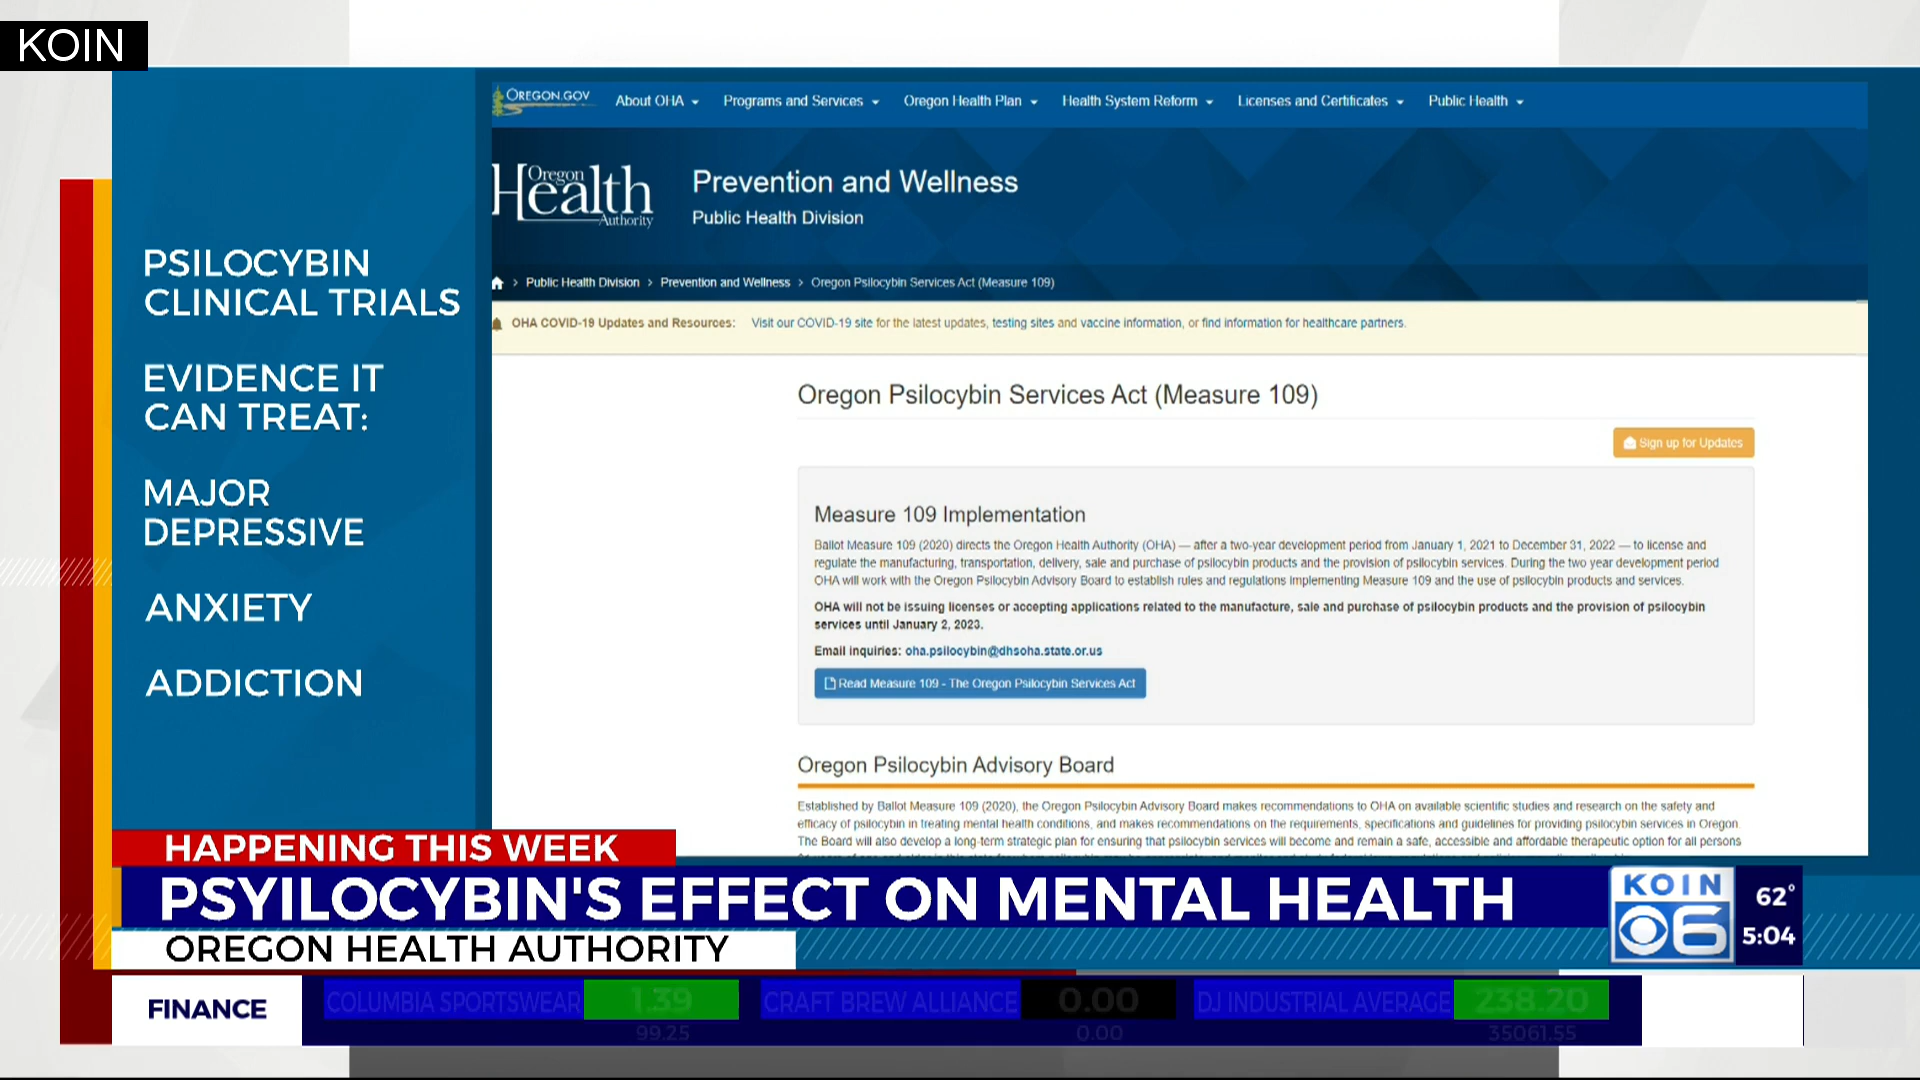 KOIN
OREGON.GOV
About OHA
Programs and Services
Oregon Health Plan
Health System Reform
Licenses and Certificates
Public Health
Oregon
Health
Authority
Prevention and Wellness
Public Health Division
> Public Health Division > Prevention and Wellness > Oregon Psilocybin Services Act (Measure 109)
OHA COVID-19 Updates and Resources: Visit our COVID-19 site for the latest updates, testing sites and vaccine information, or find information for healthcare partners.
PSILOCYBIN
CLINICAL TRIALS
EVIDENCE IT
CAN TREAT:
MAJOR
DEPRESSIVE
ANXIETY
ADDICTION
Oregon Psilocybin Services Act (Measure 109)
Sign up for Updates
Measure 109 Implementation
Ballot Measure 109 (2020) directs the Oregon Health Authority (OHA) — after a two-year development period from January 1, 2021 to December 31, 2022 — to license and
regulate the manufacturing, transportation, delivery, sale and purchase of psilocybin products and the provision of psilocybin services. During the two year development period
OHA will work with the Oregon Psilocybin Advisory Board to establish rules and regulations implementing Measure 109 and the use of psilocybin products and services.
OHA will not be issuing licenses or accepting applications related to the manufacture, sale and purchase of psilocybin products and the provision of psilocybin
services until January 2, 2023.
Email inquiries: oha.psilocybin@dhsoha.state.or.us
Read Measure 109 - The Oregon Psilocybin Services Act
Oregon Psilocybin Advisory Board
Established by Ballot Measure 109 (2020), the Oregon Psilocybin Advisory Board makes recommendations to OHA on available scientific studies and research on the safety and
efficacy of psilocybin in treating mental health conditions, and makes recommendations on the requirements, specifications and guidelines for providing psilocybin services in Oregon.
The Board will also develop a long-term strategic plan for ensuring that psilocybin services will become and remain a safe, accessible and affordable therapeutic option for all persons
HAPPENING THIS WEEK
PSYILOCYBIN'S EFFECT ON MENTAL HEALTH
OREGON HEALTH AUTHORITY
KOIN
6
62°
5:04
FINANCE
COLUMBIA SPORTSWEAR 1.39
99.25
CRAFT BREW ALLIANCE 0.00
0.00
DJ INDUSTRIAL AVERAGE 238.20
35061.55